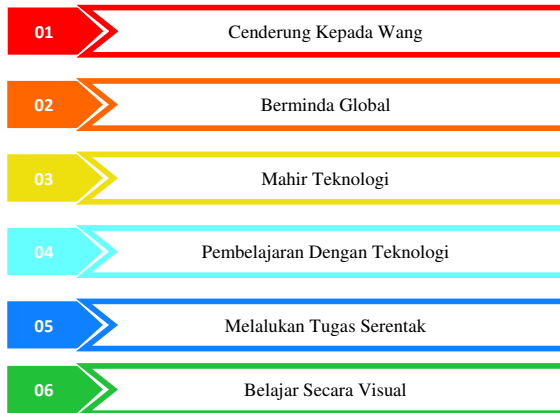 01 Cenderung Kepada Wang
02 Berminda Global
03 Mahir Teknologi
04 Pembelajaran Dengan Teknologi
05 Melalukan Tugas Serentak
06 Belajar Secara Visual